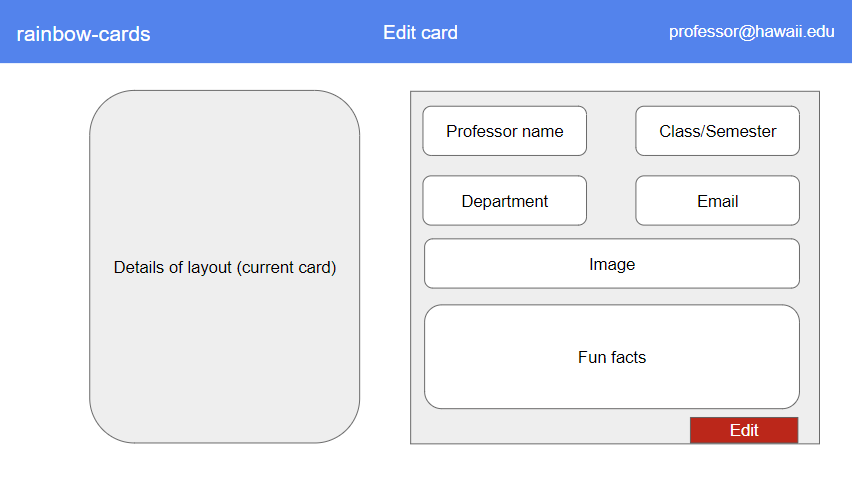 rainbow-cards
Edit card
professor@hawaii.edu
Details of layout (current card)
Professor name
Class/Semester
Department
Email
Image
Fun facts
Edit